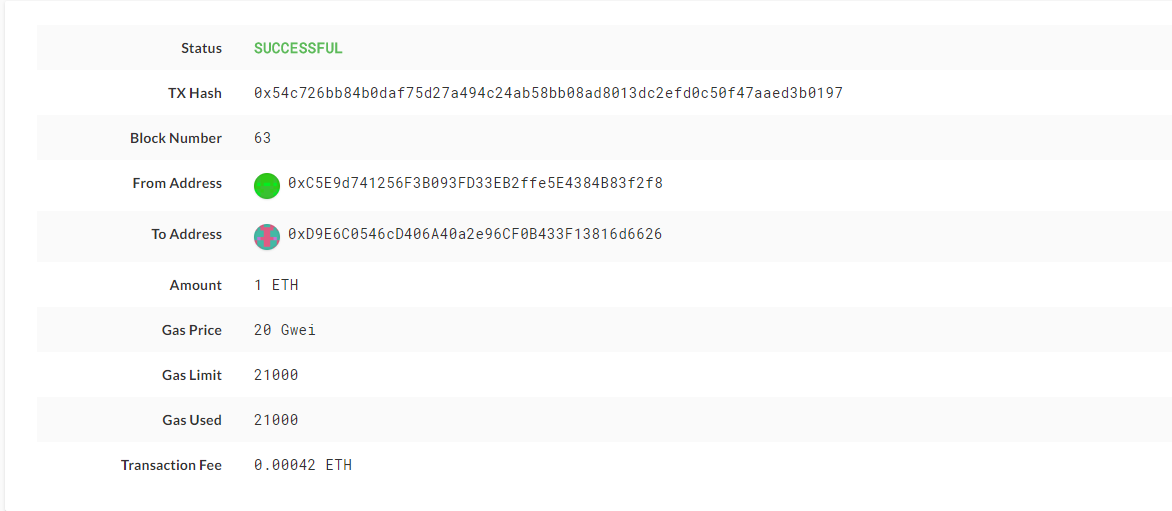 Status SUCCESSFUL
TX Hash 0x54c726bb84b0daf75d27a494c24ab58bb08ad8013dc2efd0c50f47aaed3b0197
Block Number 63
From Address 0xC5E9d741256F3B093FD33EB2ffe5E4384B83f2f8
To Address 0xD9E6C0546cD406A40a2e96CF0B433F13816d6626
Amount 1 ETH
Gas Price 20 Gwei
Gas Limit 21000
Gas Used 21000
Transaction Fee 0.00042 ETH